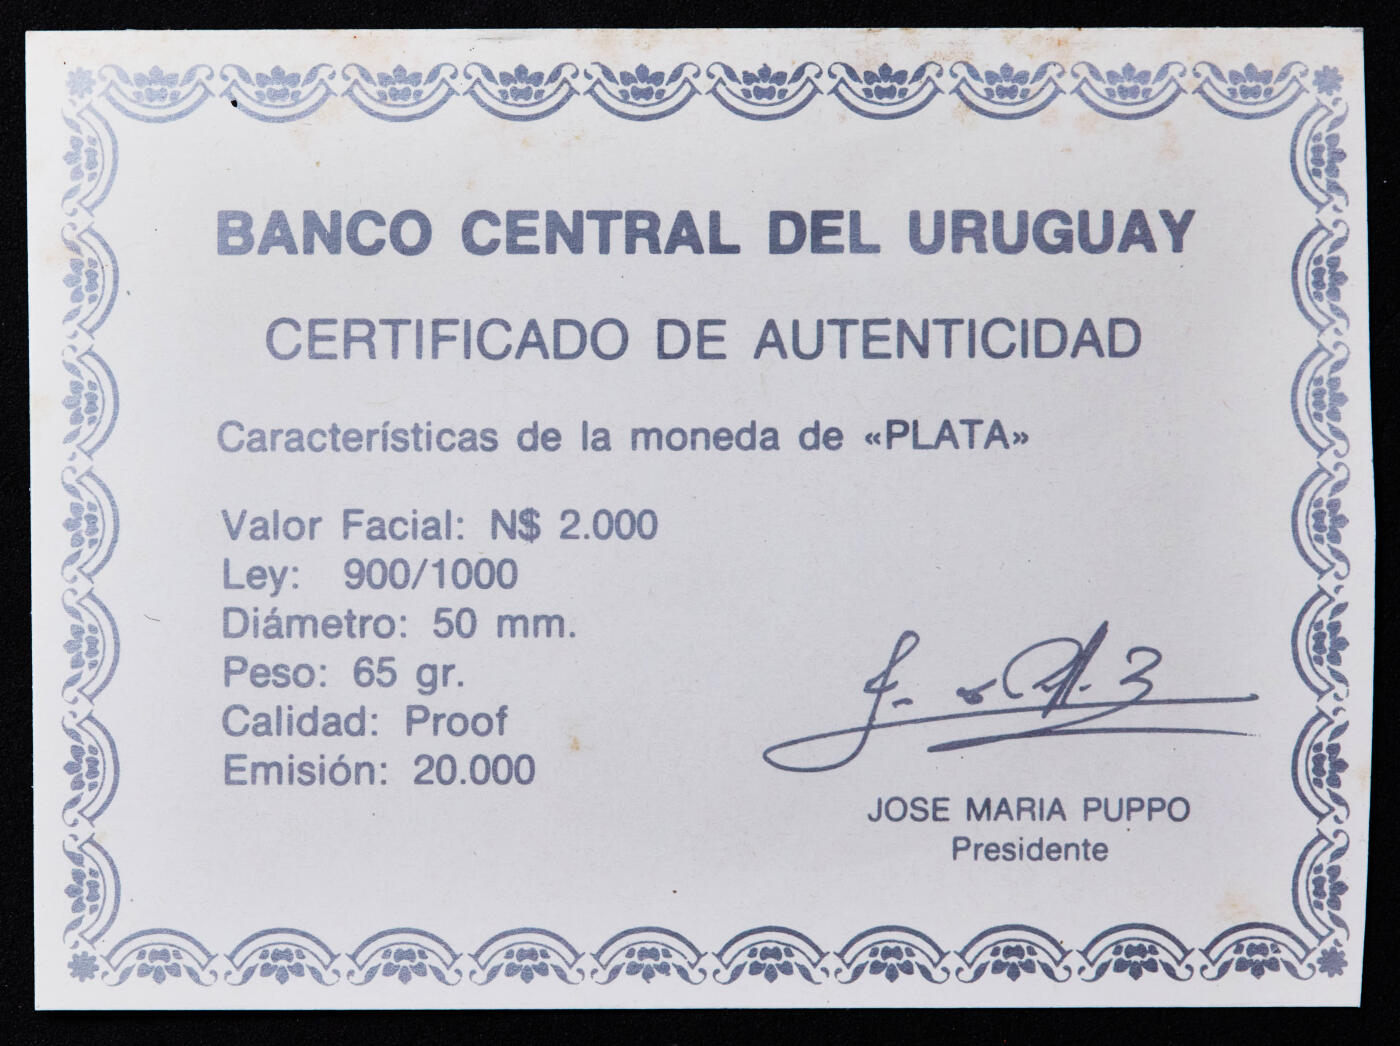 BANCO CENTRAL DEL URUGUAY
CERTIFICADO DE AUTENTICIDAD
Características de la moneda de «PLATA»
Valor Facial: N$ 2.000
Ley: 900/1000
Diámetro: 50 mm.
Peso: 65 gr.
Calidad: Proof
Emisión: 20.000
JOSE MARIA PUPPO
Presidente